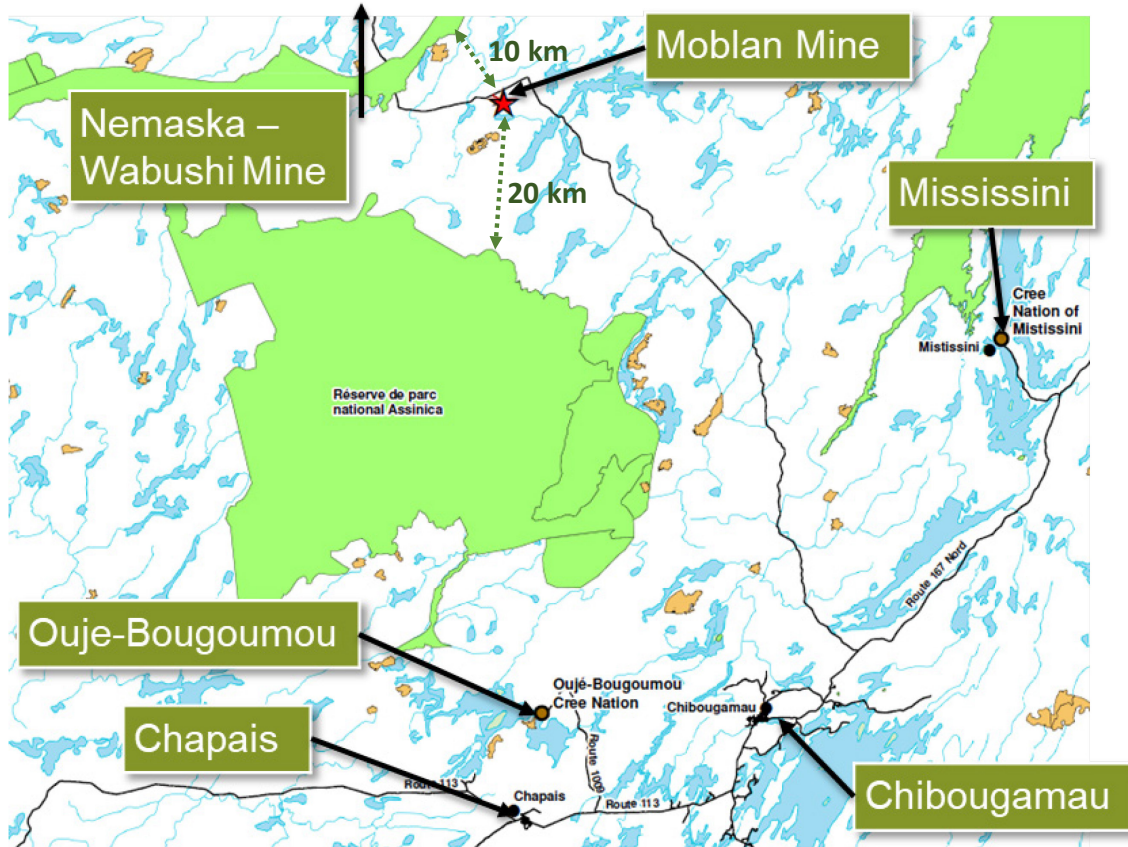 10 km
Moblan Mine
Nemaska –
Wabushi Mine
20 km
Mississini
Cree
Nation of
Mistissini
Mistissini
Réserve de parc
national Assinica
Route 167 Nord
Ouje-Bougoumou
Oujé-Bougoumou
Cree Nation
Chibougamau
Chapais
Route 1009
Route 113
Chapais
Route 113
Chibougamau